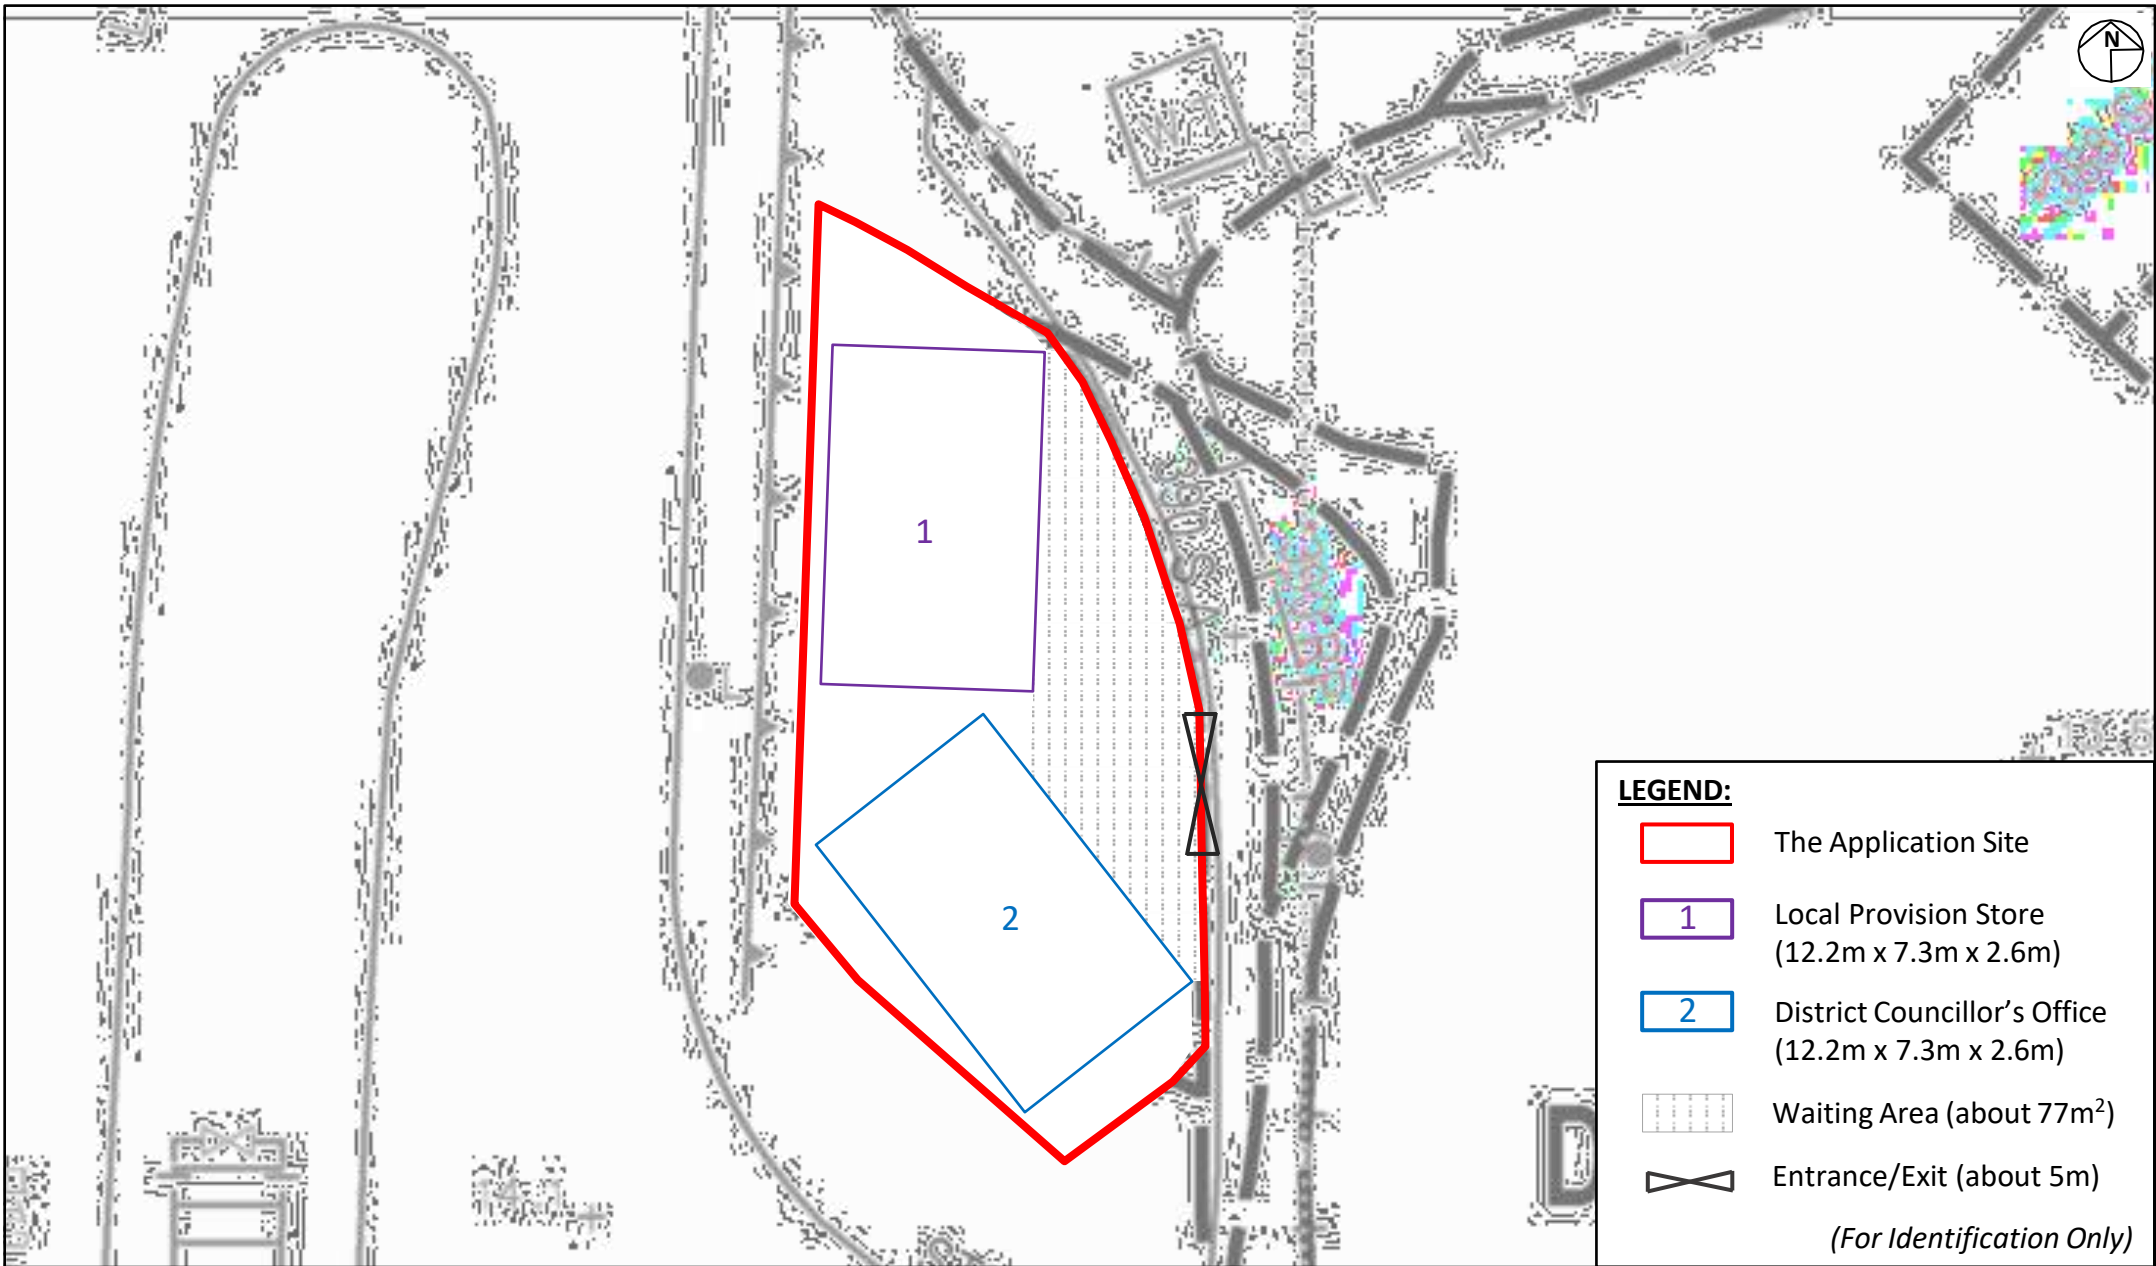 N
1
2
LEGEND:
The Application Site
1 Local Provision Store
(12.2m x 7.3m x 2.6m)
2 District Councillor’s Office
(12.2m x 7.3m x 2.6m)
Waiting Area (about 77m²)
Entrance/Exit (about 5m)
(For Identification Only)
D